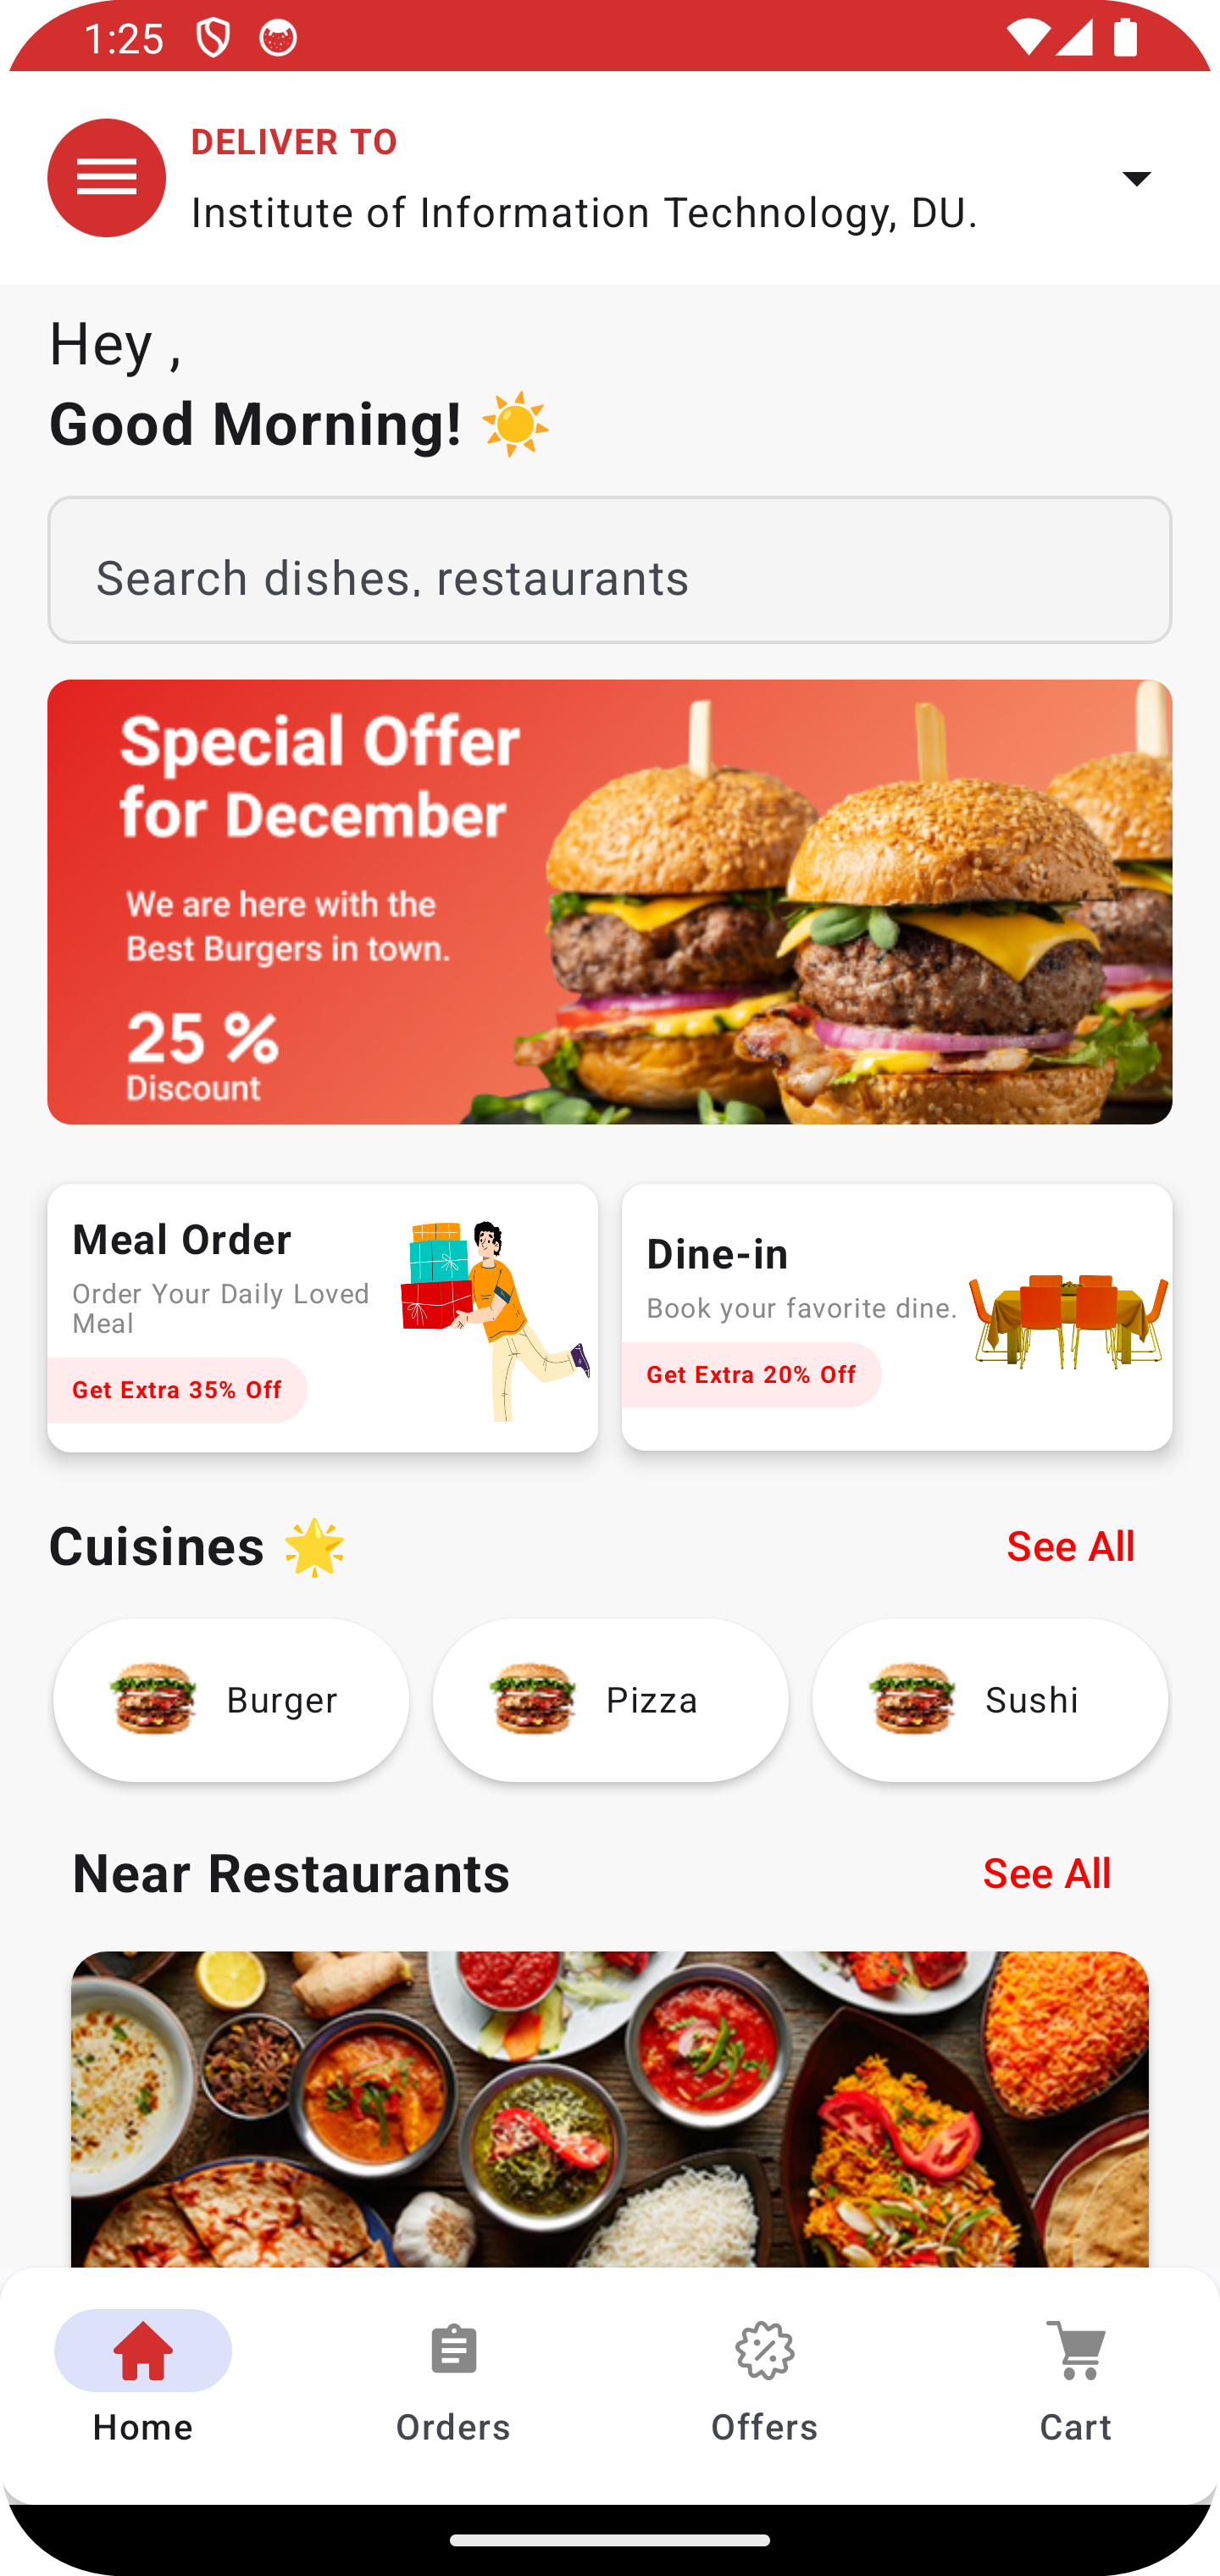 1:25
DELIVER TO
Institute of Information Technology, DU.
Hey ,
Good Morning! ☀️
Search dishes, restaurants
Special Offer
for December
We are here with the
Best Burgers in town.
25 %
Discount
Meal Order
Order Your Daily Loved
Meal
Get Extra 35% Off
Dine-in
Book your favorite dine.
Get Extra 20% Off
Cuisines 🌟
See All
Burger
Pizza
Sushi
Near Restaurants
See All
Home
Orders
Offers
Cart